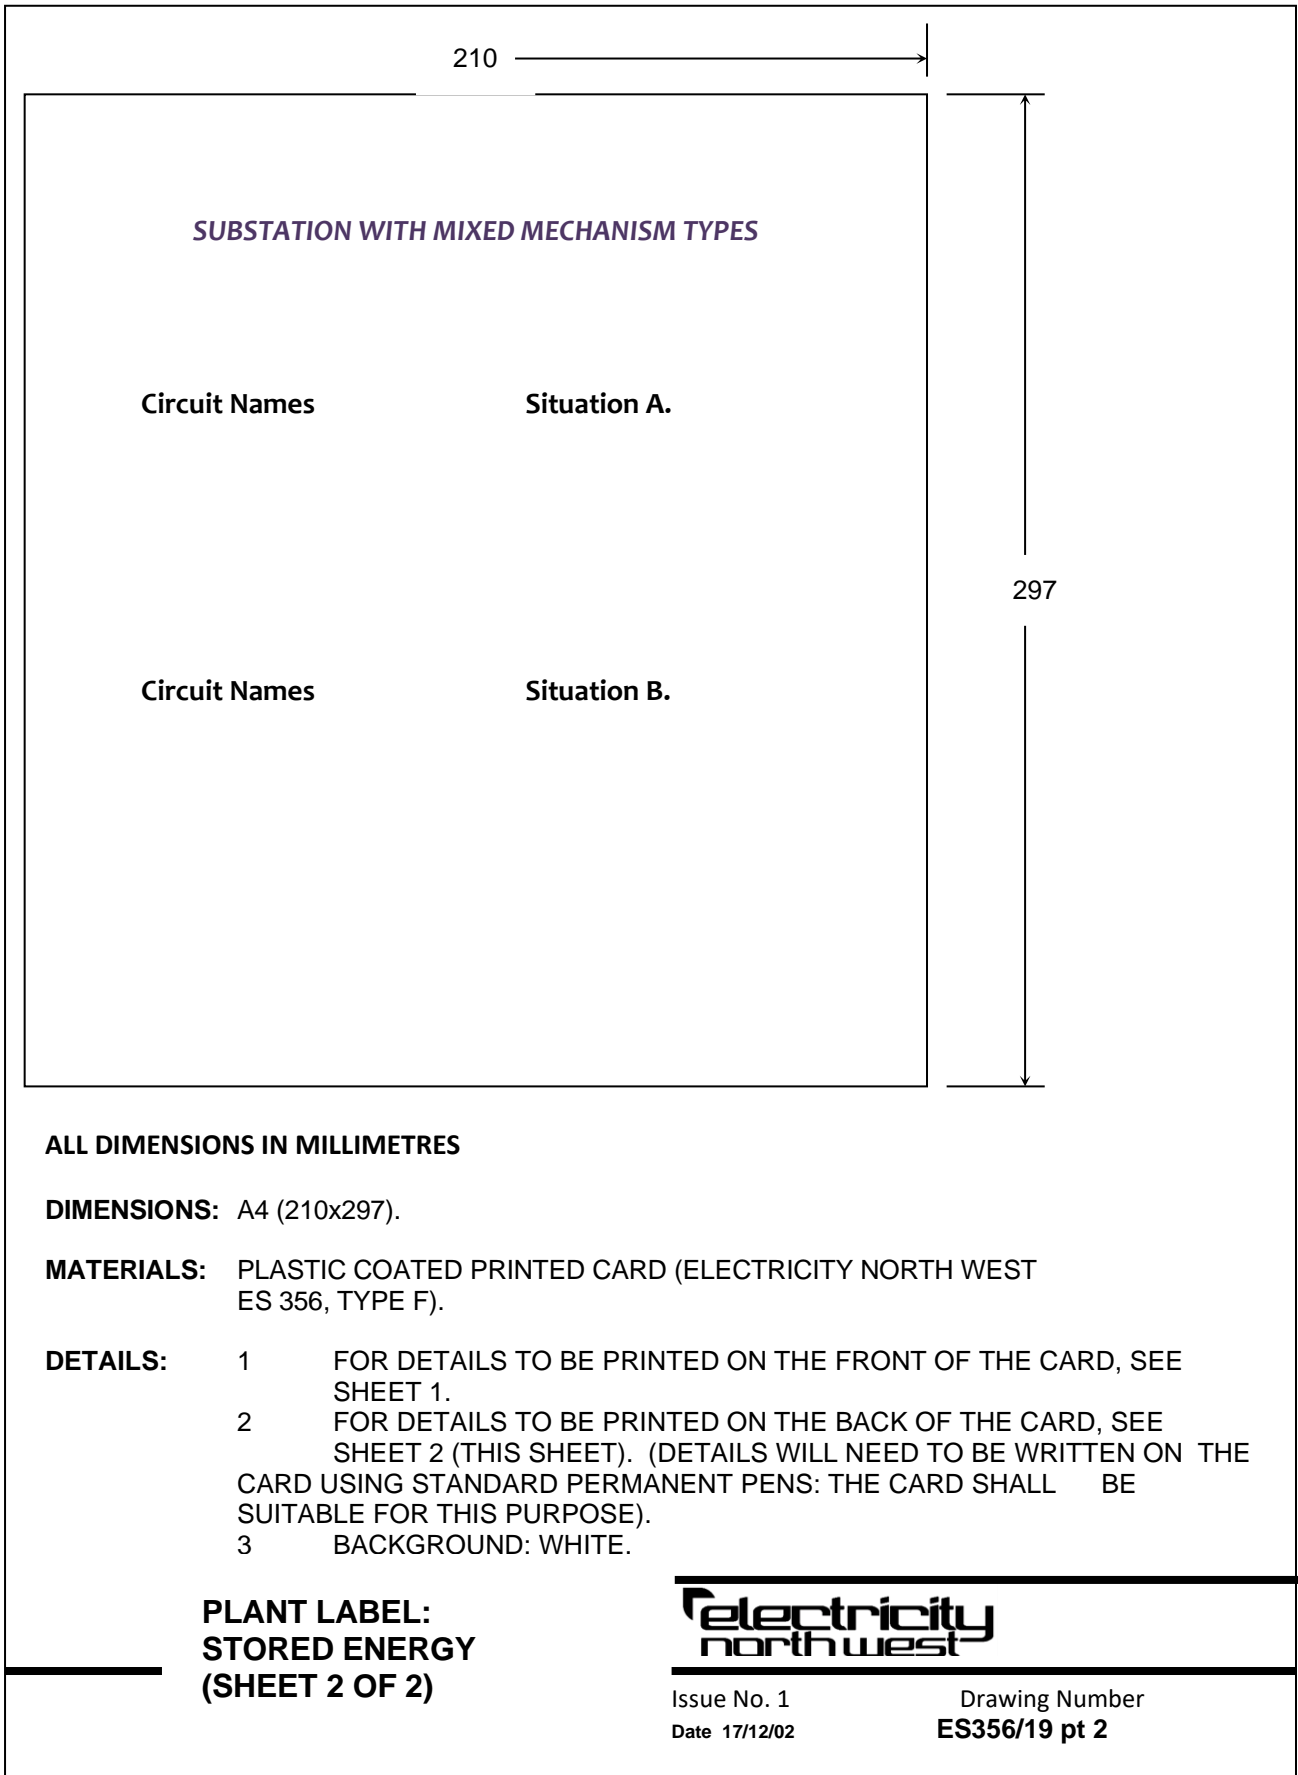 210
SUBSTATION WITH MIXED MECHANISM TYPES
Circuit Names Situation A.
297
Circuit Names Situation B.
ALL DIMENSIONS IN MILLIMETRES
DIMENSIONS: A4 (210x297).
MATERIALS: PLASTIC COATED PRINTED CARD (ELECTRICITY NORTH WEST
ES 356, TYPE F).
DETAILS: 1 FOR DETAILS TO BE PRINTED ON THE FRONT OF THE CARD, SEE
SHEET 1.
2 FOR DETAILS TO BE PRINTED ON THE BACK OF THE CARD, SEE
SHEET 2 (THIS SHEET). (DETAILS WILL NEED TO BE WRITTEN ON THE
CARD USING STANDARD PERMANENT PENS: THE CARD SHALL BE
SUITABLE FOR THIS PURPOSE).
3 BACKGROUND: WHITE.
PLANT LABEL:
STORED ENERGY
(SHEET 2 OF 2)
electricity
north west
Issue No. 1 Drawing Number
Date 17/12/02 ES356/19 pt 2